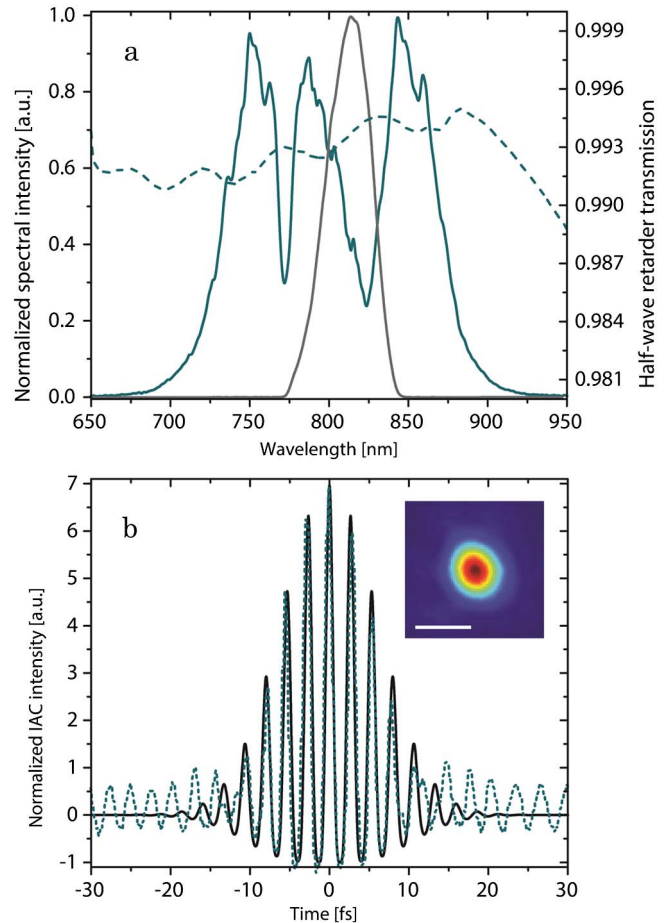 a
Normalized spectral intensity [a.u.]
1.0
0.8
0.6
0.4
0.2
0.0
0.999
0.996
0.993
0.990
0.987
0.984
0.981
Half-wave retarder transmission
650 700 750 800 850 900 950
Wavelength [nm]
b
Normalized IAC intensity [a.u.]
7
6
5
4
3
2
1
0
-1
-30 -20 -10 0 10 20 30
Time [fs]